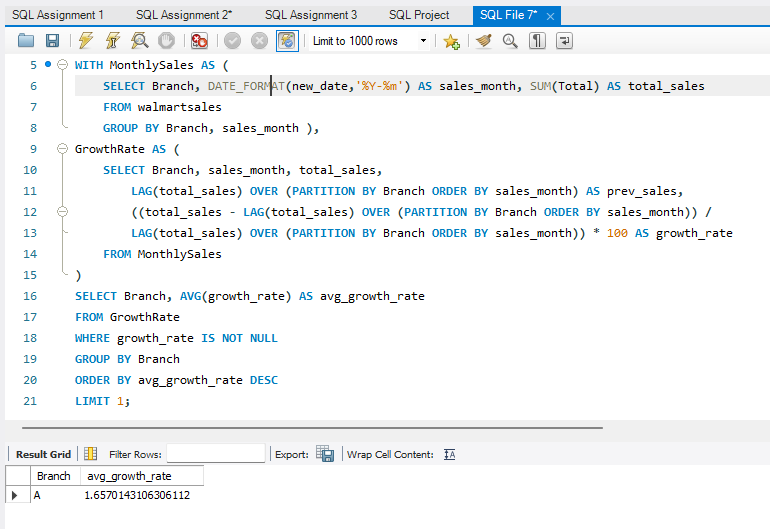 SQL Assignment 1 SQL Assignment 2* SQL Assignment 3 SQL Project SQL File 7* ×
Limit to 1000 rows
5 WITH MonthlySales AS (
6 SELECT Branch, DATE_FORMAT(new_date,'%Y-%m') AS sales_month, SUM(Total) AS total_sales
7 FROM walmartsales
8 GROUP BY Branch, sales_month ),
9 GrowthRate AS (
10 SELECT Branch, sales_month, total_sales,
11 LAG(total_sales) OVER (PARTITION BY Branch ORDER BY sales_month) AS prev_sales,
12 ((total_sales - LAG(total_sales) OVER (PARTITION BY Branch ORDER BY sales_month)) /
13 LAG(total_sales) OVER (PARTITION BY Branch ORDER BY sales_month)) * 100 AS growth_rate
14 FROM MonthlySales
15 )
16 SELECT Branch, AVG(growth_rate) AS avg_growth_rate
17 FROM GrowthRate
18 WHERE growth_rate IS NOT NULL
19 GROUP BY Branch
20 ORDER BY avg_growth_rate DESC
21 LIMIT 1;
Result Grid Filter Rows: Export: Wrap Cell Content: IA
Branch avg_growth_rate
A 1.6570143106306112